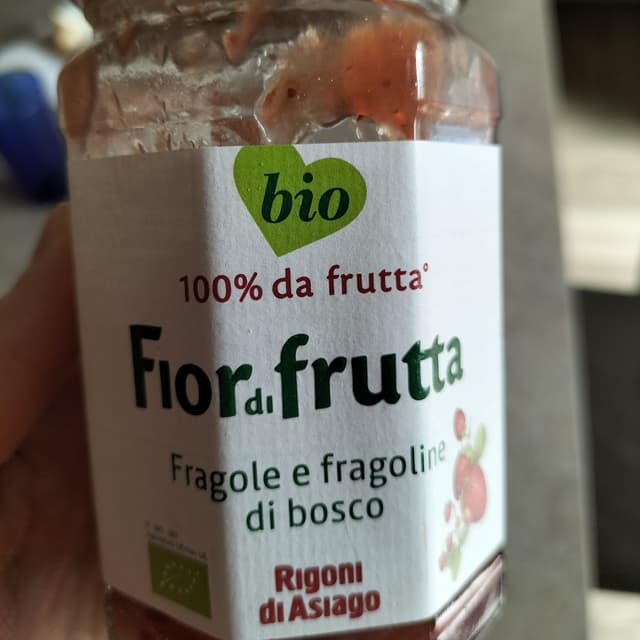 bio
100% da frutta°
Fior di frutta
Fragole e fragoline
di bosco
Rigoni
di Asiago